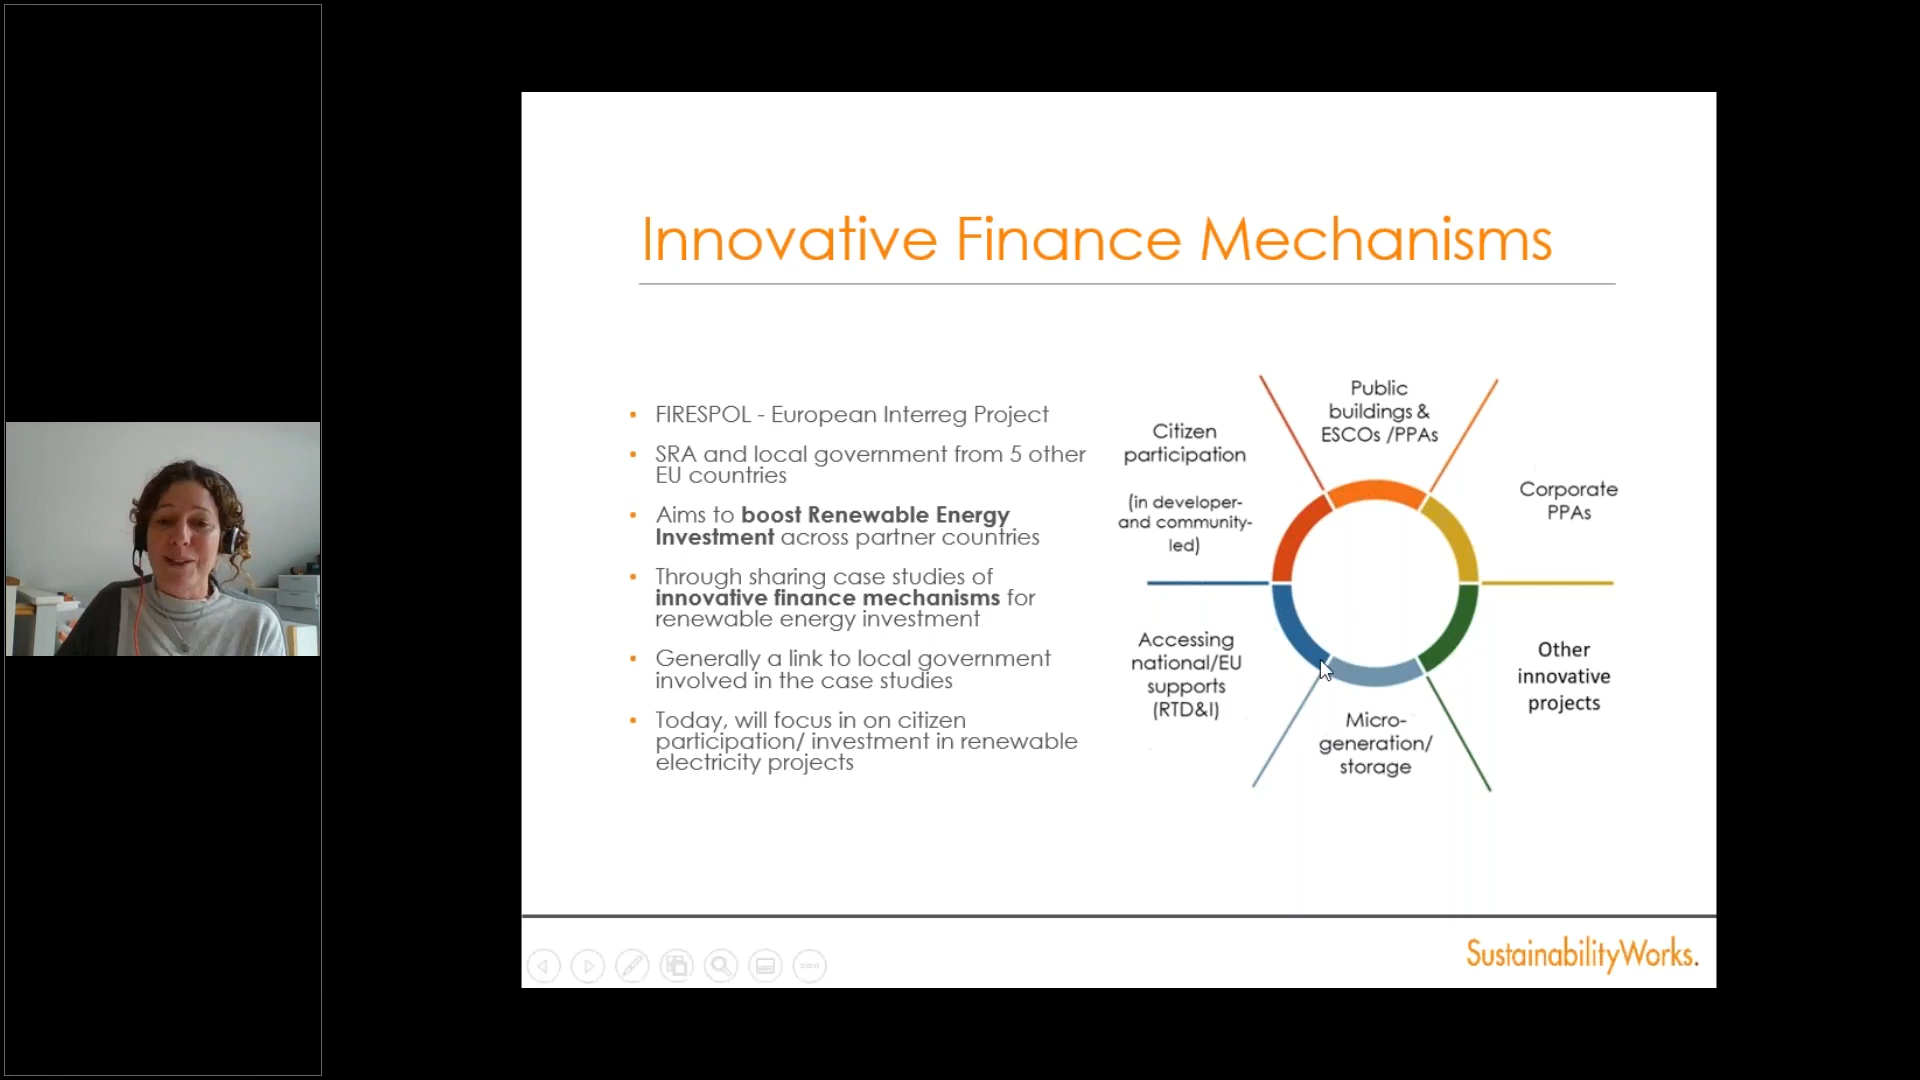 Innovative Finance Mechanisms
• FIRESPOL - European Interreg Project
• SRA and local government from 5 other
EU countries
• Aims to boost Renewable Energy
Investment across partner countries
• Through sharing case studies of
innovative finance mechanisms for
renewable energy investment
• Generally a link to local government
involved in the case studies
• Today, will focus in on citizen
participation/ investment in renewable
electricity projects
Public
buildings &
ESCOs /PPAs
Citizen
participation
(in developer-
and community-
led)
Corporate
PPAs
Accessing
national/EU
supports
(RTD&I)
Other
innovative
projects
Micro-
generation/
storage
SustainabilityWorks.